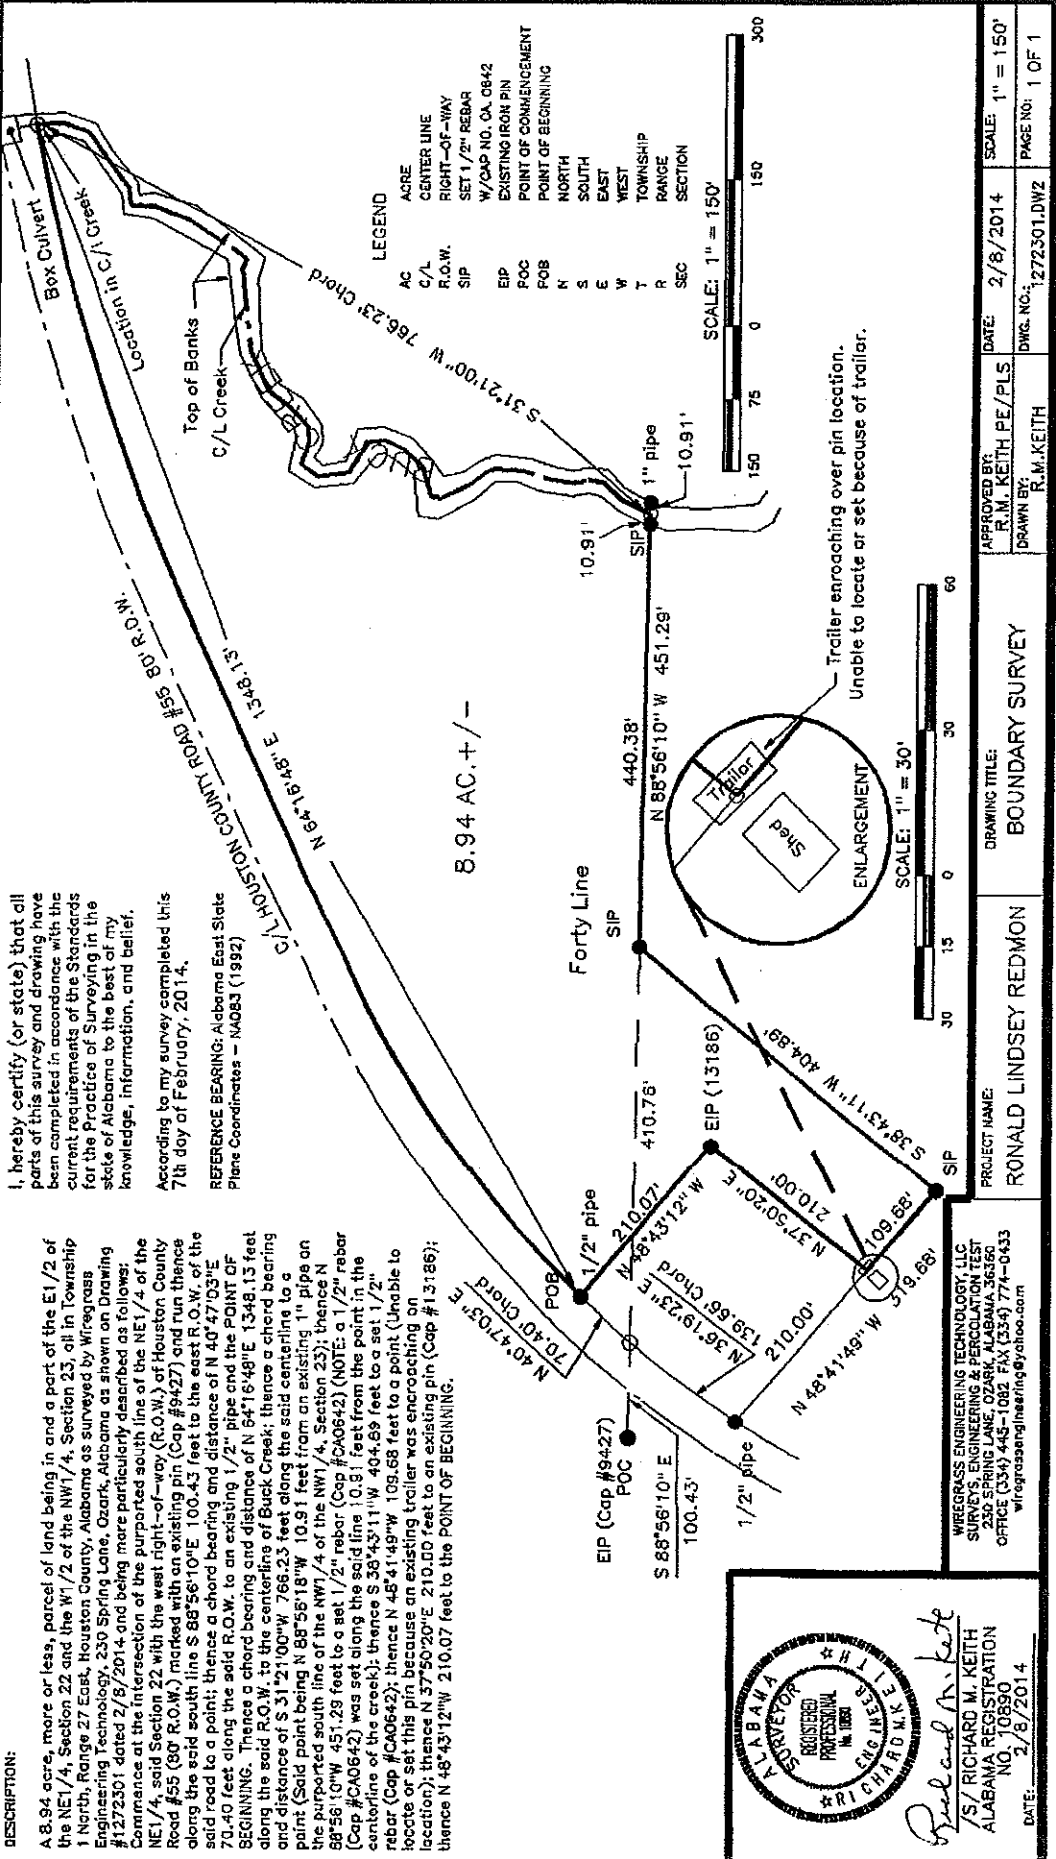 DESCRIPTION:
A 8.94 acre, more or less, parcel of land being in and a part of the E1/2 of
the NE1/4, Section 22 and the W1/2 of the NW1/4, Section 23, all in Township
1 North, Range 27 East, Houston County, Alabama as surveyed by Wiregrass
Engineering Technology, 230 Spring Lane, Ozark, Alabama as shown on Drawing
#1272301 dated 2/8/2014 and being more particularly described as follows:
Commence at the intersection of the purported south line of the NE1/4 of the
NE1/4, said Section 22 with the west right-of-way (R.O.W.) of Houston County
Road #55 (80' R.O.W.) marked with an existing pin (Cap #9427) and run thence
along the said south line S 88°56'10"E 100.43 feet to the east R.O.W. of the
said road to a point; thence a chord bearing and distance of N 40°47'03"E
70.40 feet along the said R.O.W. to an existing 1/2" pipe and the POINT OF
BEGINNING. Thence a chord bearing and distance of N 64°16'48"E 1348.13 feet
along the said R.O.W. to the centerline of Buck Creek; thence a chord bearing
and distance of S 31°21'00"W 766.23 feet along the said centerline to a
point (Said point being N 88°56'18"W 10.91 feet from an existing 1" pipe on
the purported south line of the NW1/4 of the NW1/4, Section 23); thence N
88°56'10"W 451.29 feet to a set 1/2" rebar (Cap #CA0642) (NOTE: a 1/2" rebar
(Cap #CA0642) was set along the said line 10.91 feet from the point in the
centerline of the creek); thence S 38°43'11"W 404.89 feet to a set 1/2"
rebar (Cap #CA0642); thence N 48°41'49"W 109.68 feet to a point (Unable to
locate or set this pin because an existing trailer was encroaching on
location); thence N 37°50'20"E 210.00 feet to an existing pin (Cap #13186);
thence N 48°43'12"W 210.07 feet to the POINT OF BEGINNING.
I, hereby certify (or state) that all
parts of this survey and drawing have
been completed in accordance with the
current requirements of the Standards
for the Practice of Surveying in the
state of Alabama to the best of my
knowledge, information, and belief.
According to my survey completed this
7th day of February, 2014.
REFERENCE BEARING: Alabama East State
Plane Coordinates - NAD83 (1992)
C/L HOUSTON COUNTY ROAD #55 80' R.O.W.
N 64°16'48" E 1348.13'
Box Culvert
Location in C/l Creek
Top of Banks
C/L Creek
S 31°21'00" W 766.23' Chord
LEGEND
AC ACRE
C/L CENTER LINE
R.O.W. RIGHT-OF-WAY
SIP SET 1/2" REBAR
W/CAP NO. CA. 0642
EIP EXISTING IRON PIN
POC POINT OF COMMENCEMENT
POB POINT OF BEGINNING
N NORTH
S SOUTH
E EAST
W WEST
T TOWNSHIP
R RANGE
SEC SECTION
SCALE: 1" = 150'
150 75 0 150 300
8.94 AC.+/-
10.91'
SIP
1" pipe
10.91'
440.38'
N 88°56'10" W 451.29'
Forty Line
SIP
410.76'
EIP (13186)
S 38°43'11" W 404.89'
POB
1/2" pipe
210.07'
N 48°43'12" W
N 40°47'03" E
70.40' Chord
N 36°19'23" E
139.66' Chord
N 37°50'20" E
210.00'
210.00'
109.68'
SIP
319.68'
N 48°41'49" W
EIP (Cap #9427)
POC
S 88°56'10" E
100.43'
1/2" pipe
Trailer
Shed
ENLARGEMENT
Trailer enroaching over pin location.
Unable to locate or set because of trailer.
SCALE: 1" = 30'
30 15 0 30 60
ALABAMA
SURVEYOR
REGISTERED
PROFESSIONAL
No. 10890
ENGINEER
RICHARD M. KEITH
Richard M. Keith
/S/ RICHARD M. KEITH
ALABAMA REGISTRATION
NO. 10890
DATE: 2/8/2014
WIREGRASS ENGINEERING TECHNOLOGY, LLC
SURVEYS, ENGINEERING & PERCOLATION TEST
230 SPRING LANE, OZARK, ALABAMA 36360
OFFICE (334) 445-1082 FAX (334) 774-0433
wiregrassengineering@yahoo.com
PROJECT NAME:
RONALD LINDSEY REDMON
DRAWING TITLE:
BOUNDARY SURVEY
APPROVED BY:
R.M. KEITH PE/PLS
DRAWN BY:
R.M.KEITH
DATE: 2/8/2014
DWG. NO.: 1272301.DW2
SCALE: 1" = 150'
PAGE NO: 1 OF 1